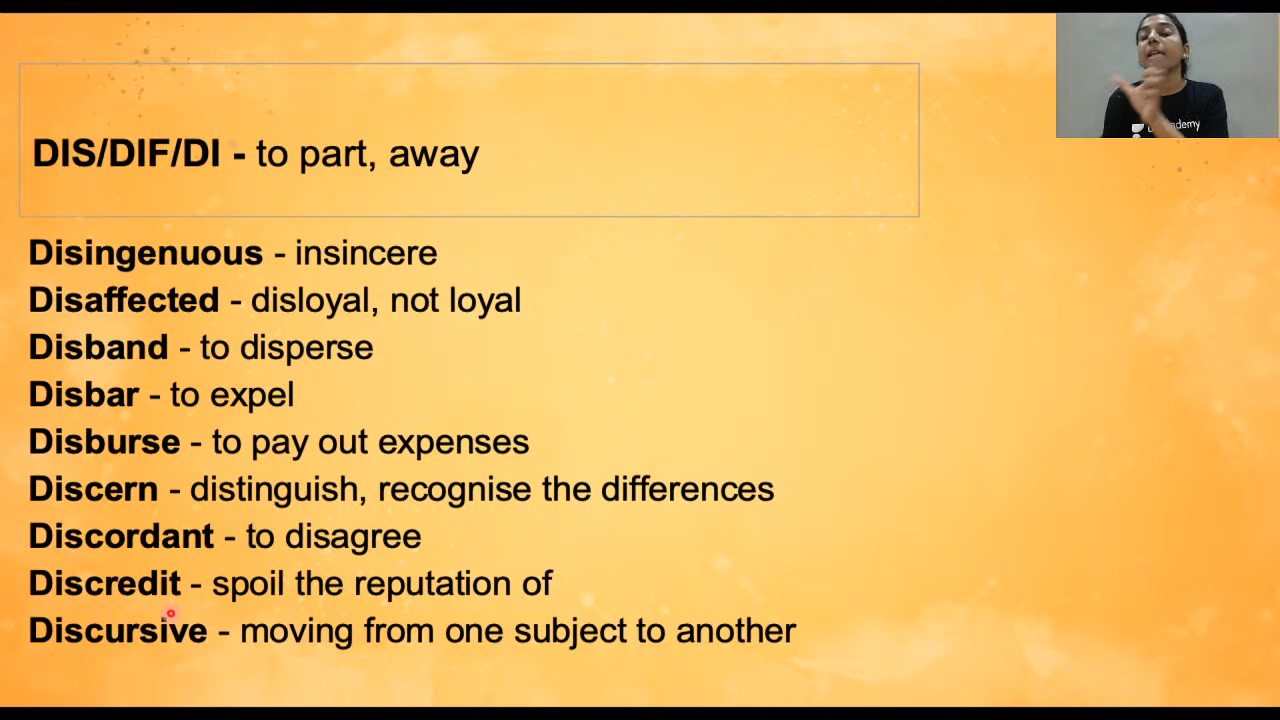 DIS/DIF/DI - to part, away
Disingenuous - insincere
Disaffected - disloyal, not loyal
Disband - to disperse
Disbar - to expel
Disburse - to pay out expenses
Discern - distinguish, recognise the differences
Discordant - to disagree
Discredit - spoil the reputation of
Discursive - moving from one subject to another